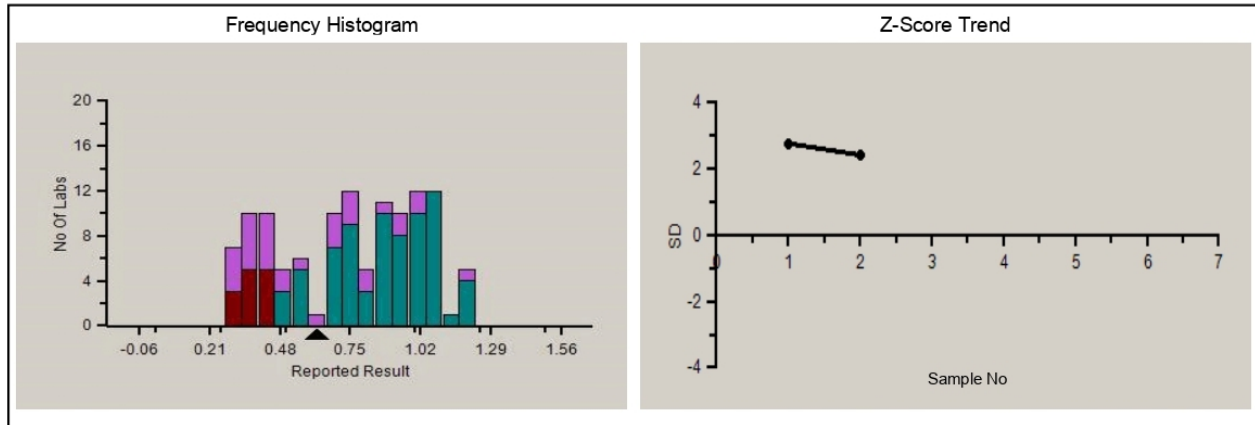 Frequency Histogram
20
16
12
8
4
0
No Of Labs
-0.06 0.21 0.48 0.75 1.02 1.29 1.56
Reported Result
Z-Score Trend
4
2
0
-2
-4
SD
0 1 2 3 4 5 6 7
Sample No